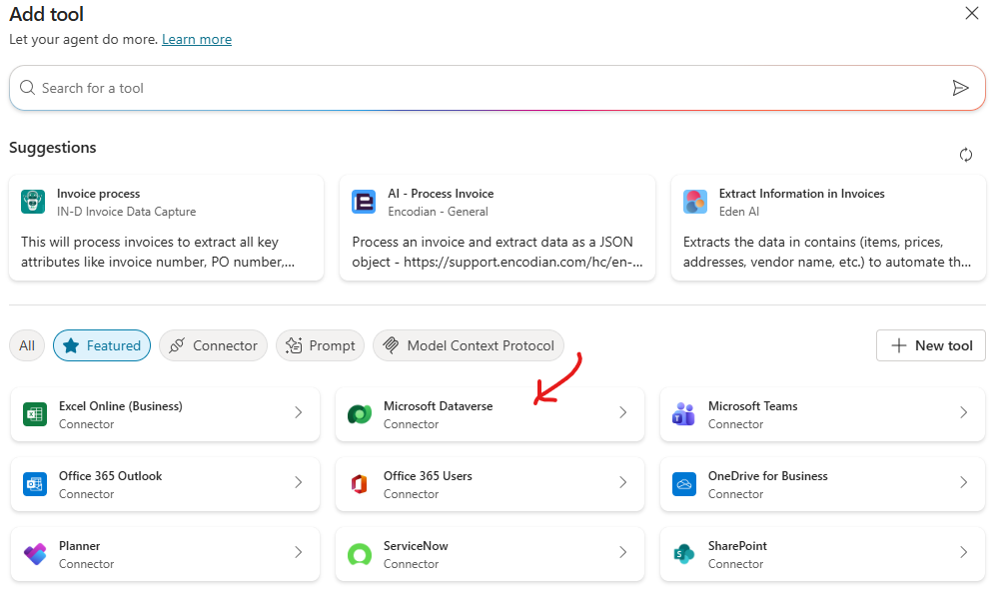 Add tool
Let your agent do more. Learn more
Search for a tool
Suggestions
Invoice process
IN-D Invoice Data Capture
This will process invoices to extract all key
attributes like invoice number, PO number,...
AI - Process Invoice
Encodian - General
Process an invoice and extract data as a JSON
object - https://support.encodian.com/hc/en-...
Extract Information in Invoices
Eden AI
Extracts the data in contains (items, prices,
addresses, vendor name, etc.) to automate th...
All
Featured
Connector
Prompt
Model Context Protocol
New tool
Excel Online (Business)
Connector
Microsoft Dataverse
Connector
Microsoft Teams
Connector
Office 365 Outlook
Connector
Office 365 Users
Connector
OneDrive for Business
Connector
Planner
Connector
ServiceNow
Connector
SharePoint
Connector